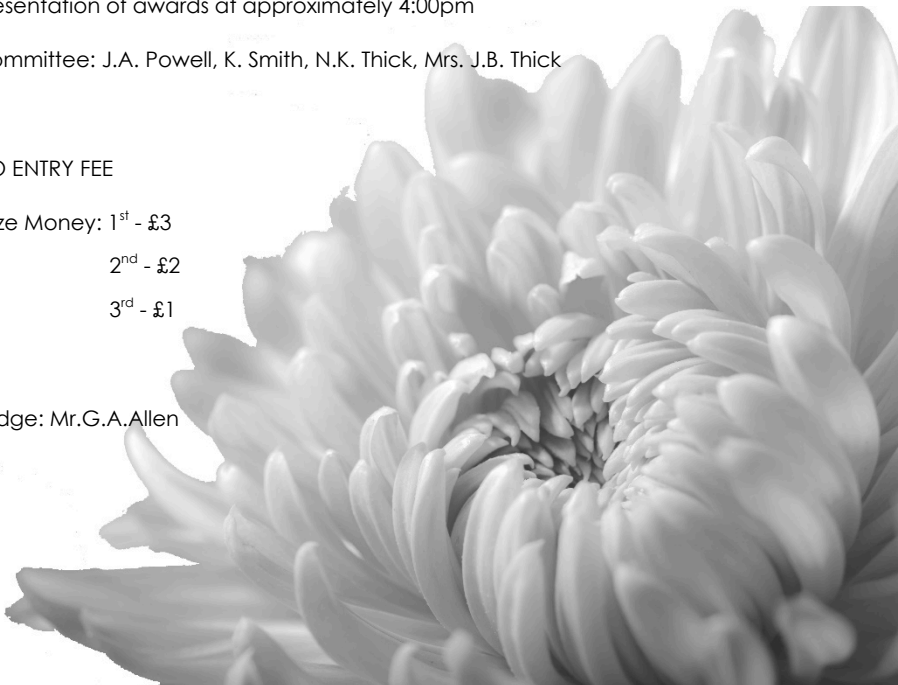 esentation of awards at approximately 4:00pm
ommittee: J.A. Powell, K. Smith, N.K. Thick, Mrs. J.B. Thick
O ENTRY FEE
ze Money: 1st - £3
2nd - £2
3rd - £1
dge: Mr.G.A.Allen